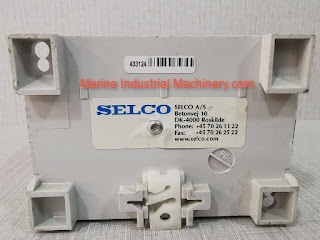 433124
Marine Industrial Machinery.com
SELCO
SELCO A/S
Betonvej 10
DK-4000 Roskilde
Phone: +45 70 26 11 22
Fax: +45 70 26 25 22
www.selco.com